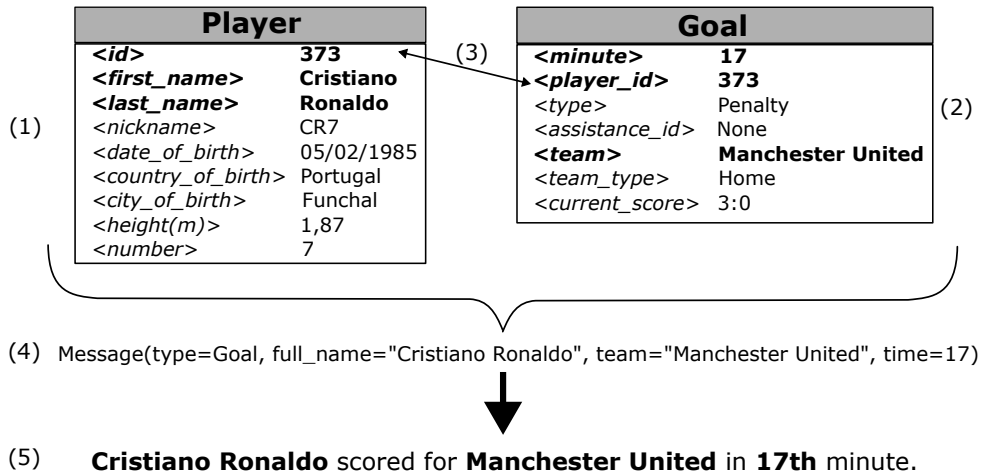 Player
<id> 373
<first_name> Cristiano
<last_name> Ronaldo
<nickname> CR7
<date_of_birth> 05/02/1985
<country_of_birth> Portugal
<city_of_birth> Funchal
<height(m)> 1,87
<number> 7
(1)
(3)
Goal
<minute> 17
<player_id> 373
<type> Penalty
<assistance_id> None
<team> Manchester United
<team_type> Home
<current_score> 3:0
(2)
(4) Message(type=Goal, full_name="Cristiano Ronaldo", team="Manchester United", time=17)
(5) Cristiano Ronaldo scored for Manchester United in 17th minute.